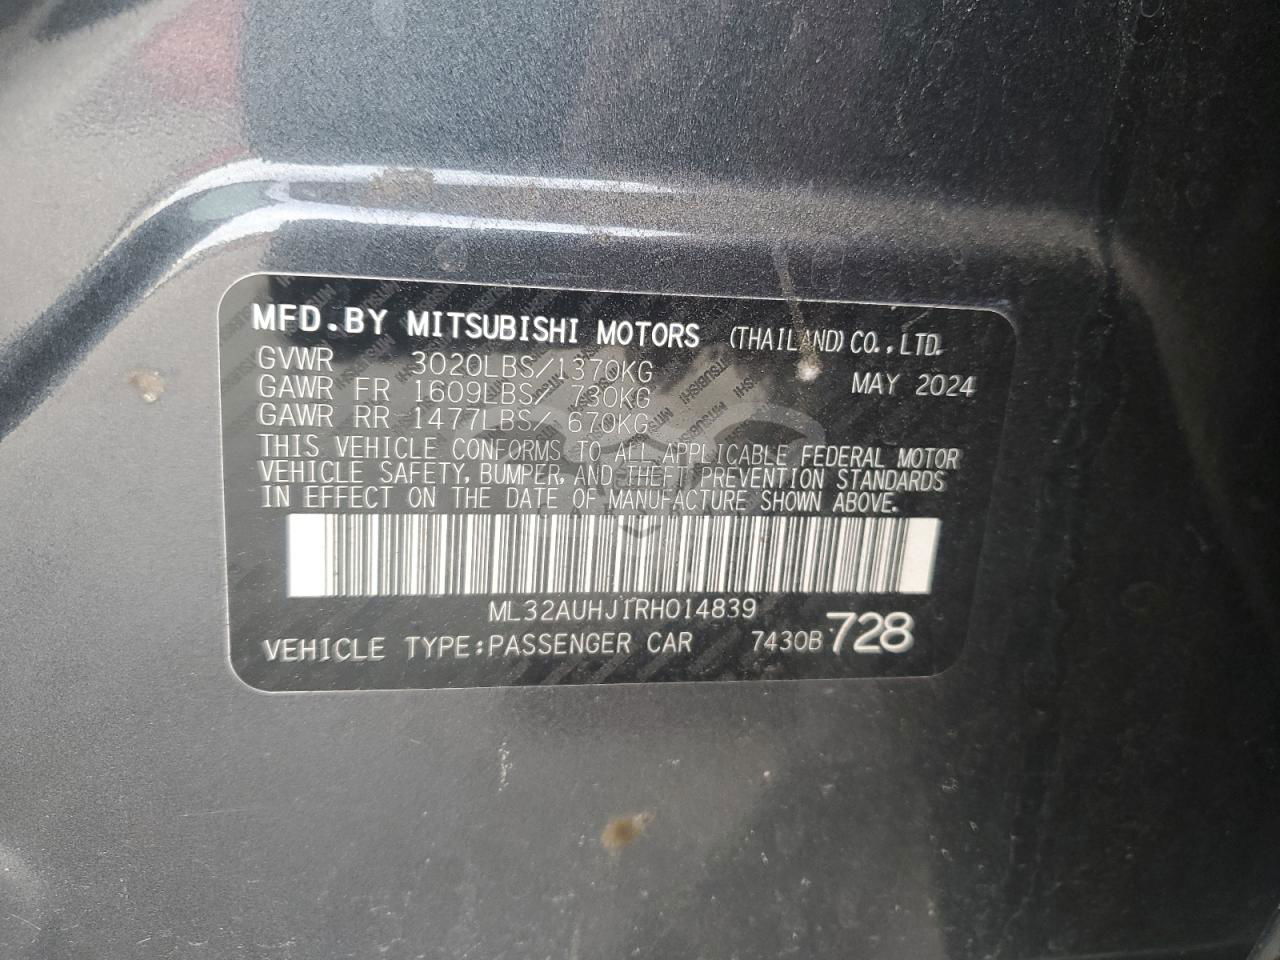 MFD.BY MITSUBISHI MOTORS (THAILAND) CO.,LTD.
GVWR 3020LBS/1370KG MAY 2024
GAWR FR 1609LBS/ 730KG
GAWR RR 1477LBS/ 670KG
THIS VEHICLE CONFORMS TO ALL APPLICABLE FEDERAL MOTOR
VEHICLE SAFETY, BUMPER, AND THEFT PREVENTION STANDARDS
IN EFFECT ON THE DATE OF MANUFACTURE SHOWN ABOVE.
ML32AUHJ1RH014839
VEHICLE TYPE:PASSENGER CAR 7430B 728